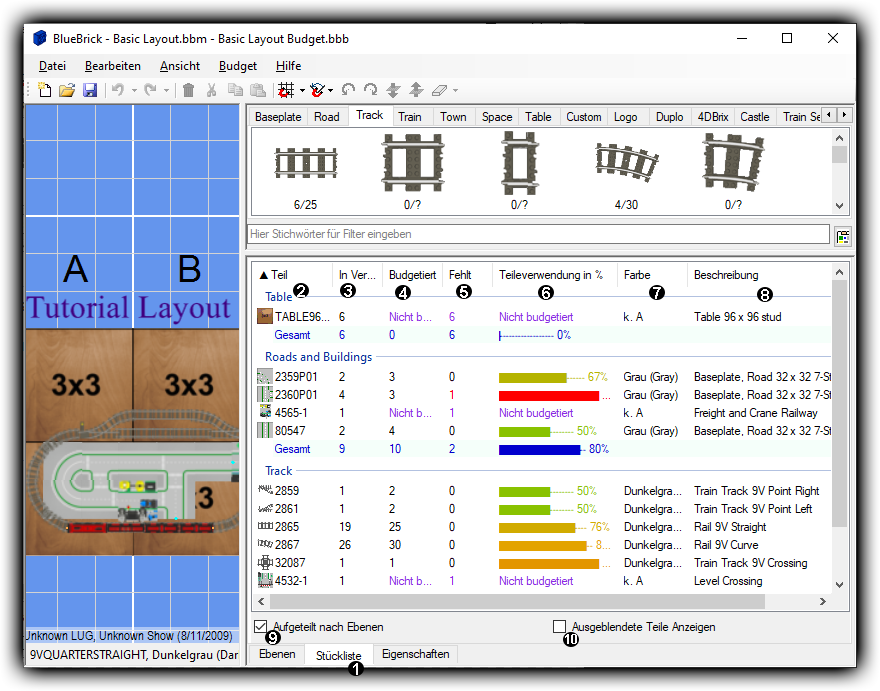 BlueBrick - Basic Layout.bbm - Basic Layout Budget.bbb
Datei Bearbeiten Ansicht Budget Hilfe
Baseplate Road Track Train Town Space Table Custom Logo Duplo 4DBrix Castle Train Se
6/25 0/? 0/? 4/30 0/?
Hier Stichwörter für Filter eingeben
A B
Tutorial Layout
3x3 3x3
x3
Unknown LUG, Unknown Show (8/11/2009)
9VQUARTERSTRAIGHT, Dunkelgrau (Dar
▲ Teil In Ver... Budgetiert Fehlt Teileverwendung in % Farbe Beschreibung
2 3 4 5 6 7 8
Table
TABLE96... 6 Nicht b... 6 Nicht budgetiert k. A Table 96 x 96 stud
Gesamt 6 0 6 0%
Roads and Buildings
2359P01 2 3 0 67% Grau (Gray) Baseplate, Road 32 x 32 7-St
2360P01 4 3 1 ... Grau (Gray) Baseplate, Road 32 x 32 7-St
4565-1 1 Nicht b... 1 Nicht budgetiert k. A Freight and Crane Railway
80547 2 4 0 50% Grau (Gray) Baseplate, Road 32 x 32 7-St
Gesamt 9 10 2 80%
Track
2859 1 2 0 50% Dunkelgra... Train Track 9V Point Right
2861 1 2 0 50% Dunkelgra... Train Track 9V Point Left
2865 19 25 0 76% Dunkelgra... Rail 9V Straight
2867 26 30 0 8... Dunkelgra... Rail 9V Curve
32087 1 1 0 ... Dunkelgra... Train Track 9V Crossing
4532-1 1 Nicht b... 1 Nicht budgetiert k. A Level Crossing
Aufgeteilt nach Ebenen Ausgeblendete Teile Anzeigen
9 10
Ebenen Stückliste Eigenschaften
1